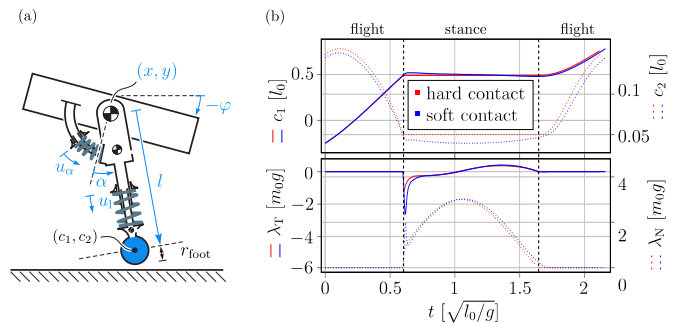 (a)
(x, y)
−φ
u_α
α
l
u_l
(c_1, c_2)
r_foot
(b)
flight
stance
flight
0.5
0
c_1 [l_0]
hard contact
soft contact
0.1
0.05
c_2 [l_0]
0
−2
−4
−6
λ_T [m_0g]
4
2
0
λ_N [m_0g]
0
0.5
1
1.5
2
t [√l_0/g]